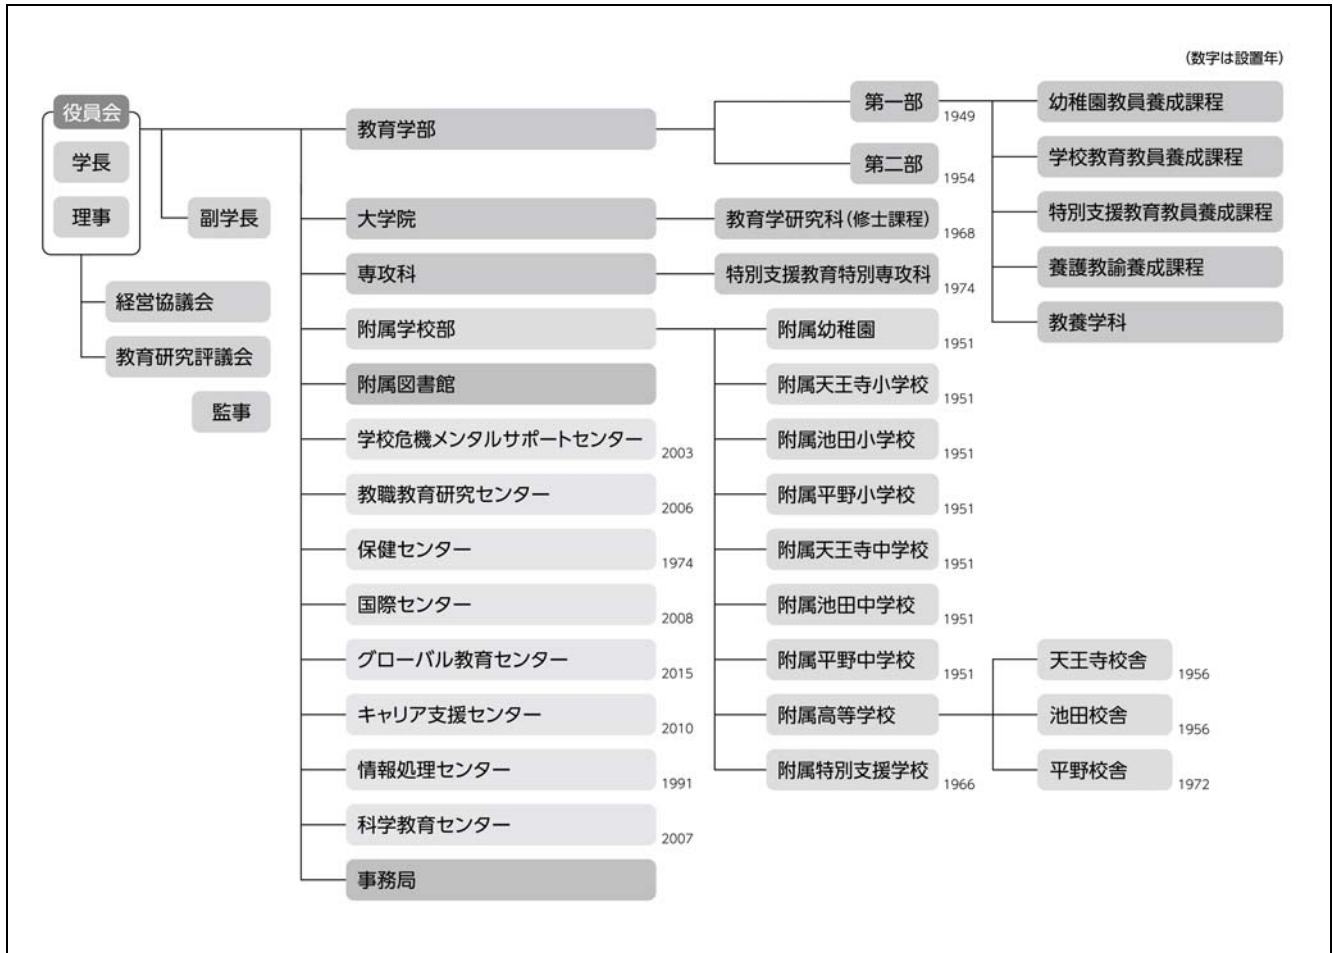 (数字は設置年)
役員会
学長
理事
副学長
経営協議会
教育研究評議会
監事
教育学部
第一部
1949
第二部
1954
幼稚園教員養成課程
学校教育教員養成課程
特別支援教育教員養成課程
養護教諭養成課程
教養学科
大学院
教育学研究科(修士課程)
1968
専攻科
特別支援教育特別専攻科
1974
附属学校部
附属幼稚園
1951
附属天王寺小学校
1951
附属池田小学校
1951
附属平野小学校
1951
附属天王寺中学校
1951
附属池田中学校
1951
附属平野中学校
1951
附属高等学校
天王寺校舎
1956
池田校舎
1956
平野校舎
1972
附属特別支援学校
1966
附属図書館
学校危機メンタルサポートセンター
2003
教職教育研究センター
2006
保健センター
1974
国際センター
2008
グローバル教育センター
2015
キャリア支援センター
2010
情報処理センター
1991
科学教育センター
2007
事務局